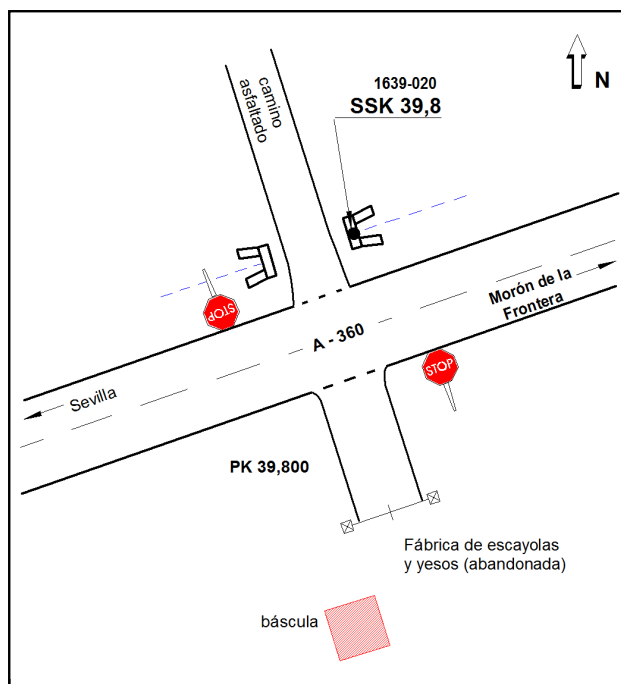 camino
asfaltado
1639-020
SSK 39,8
N
STOP
Morón de la
Frontera
A - 360
Sevilla
STOP
PK 39,800
Fábrica de escayolas
y yesos (abandonada)
báscula